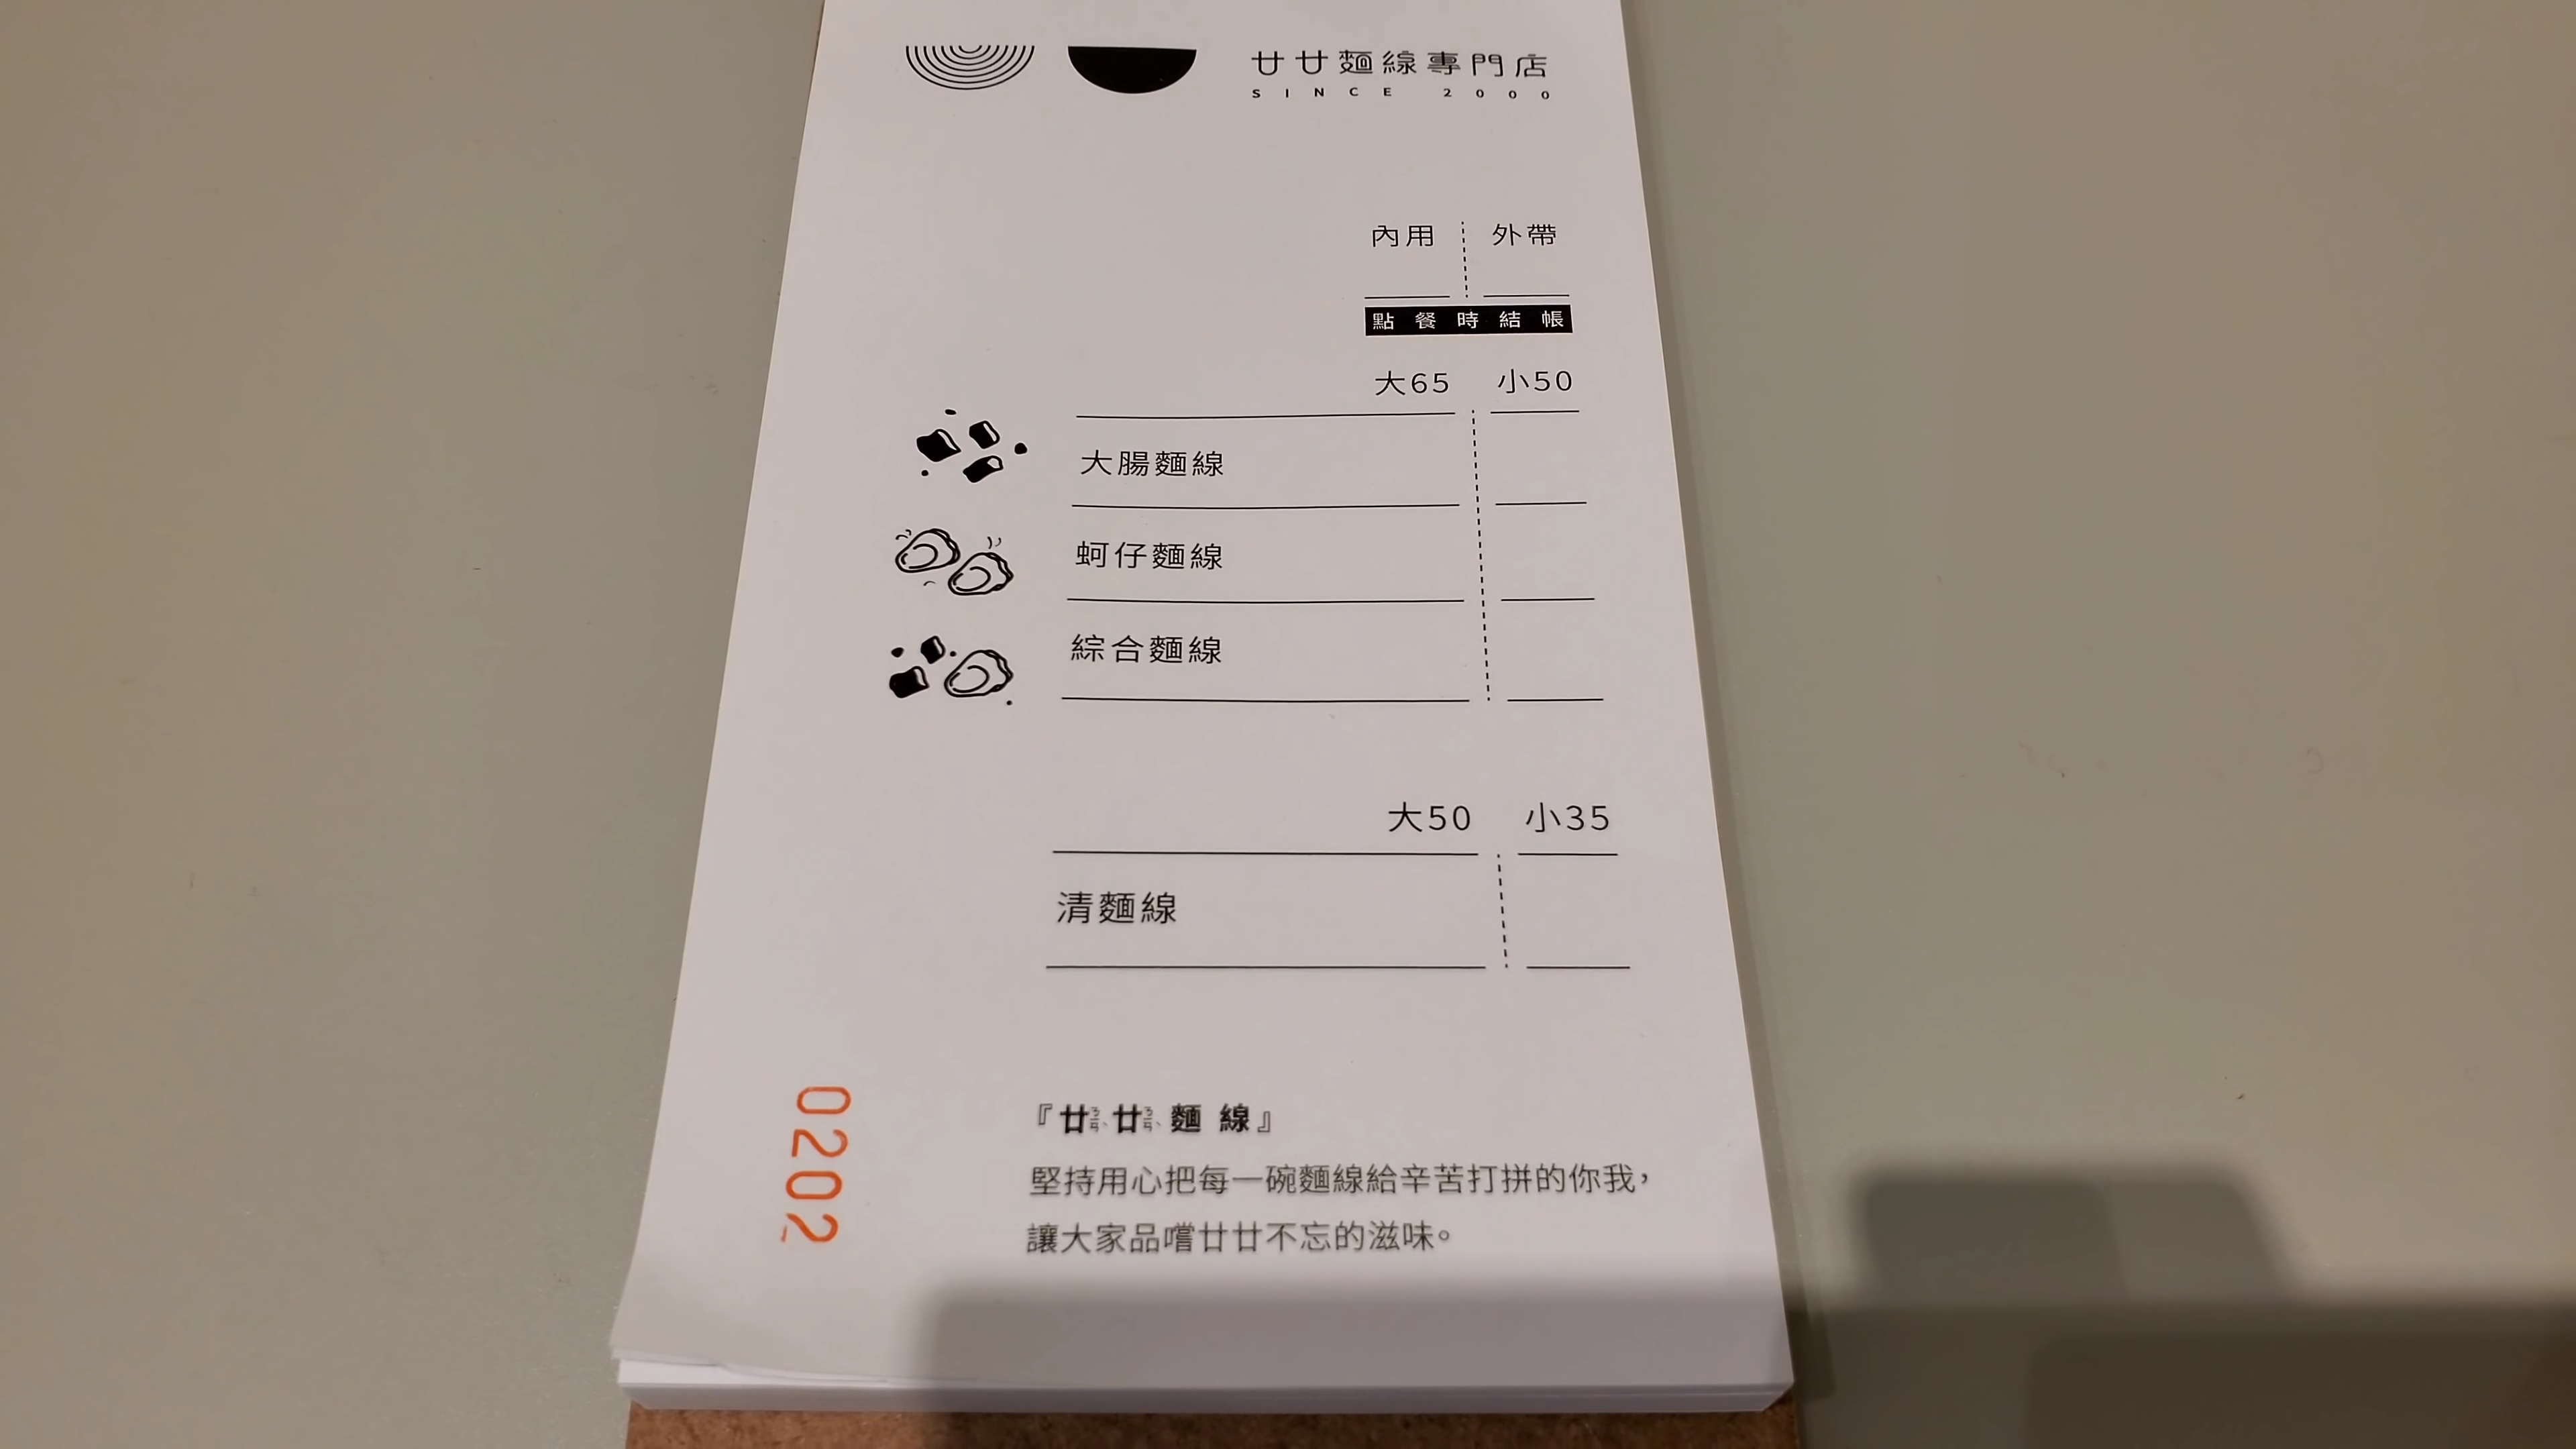 廿廿麵線專門店
SINCE 2000
內用 外帶
點餐時結帳
大65 小50
大腸麵線
蚵仔麵線
綜合麵線
大50 小35
清麵線
0202
『廿廿麵線』
堅持用心把每一碗麵線給辛苦打拼的你我，
讓大家品嚐廿廿不忘的滋味。